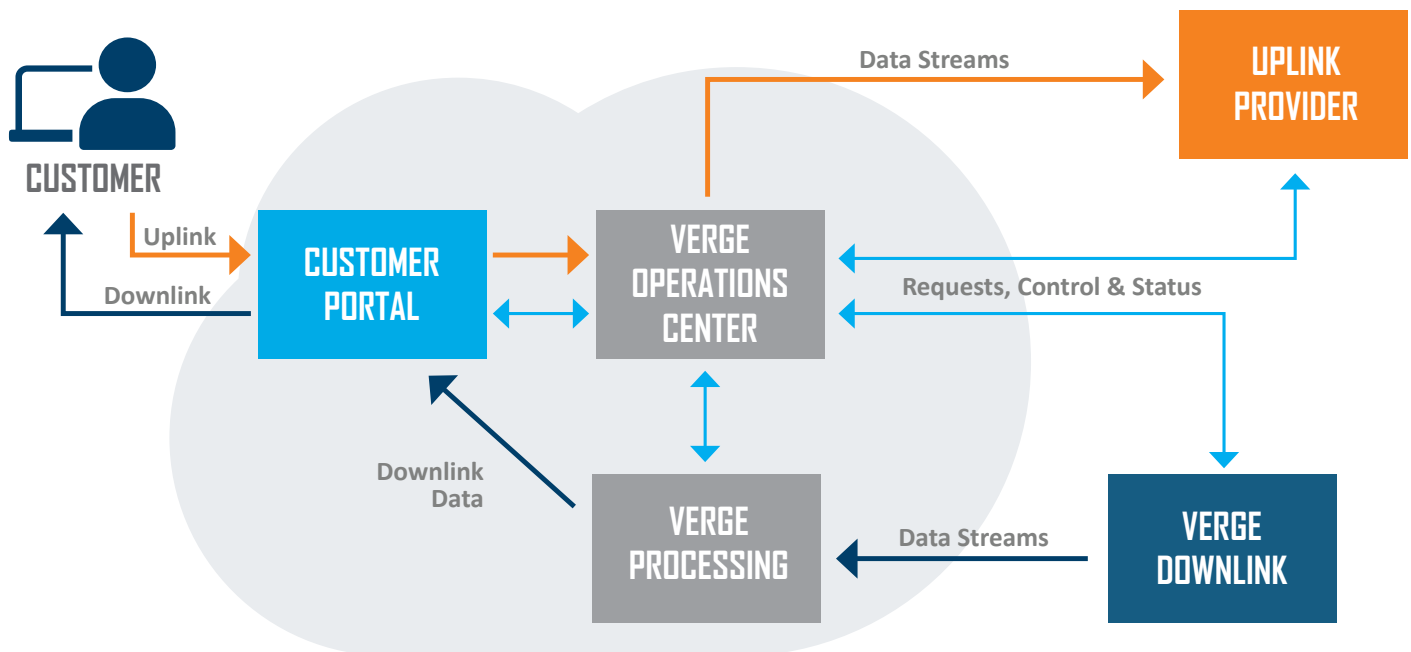 Data Streams
UPLINK
PROVIDER
CUSTOMER
Uplink
Downlink
CUSTOMER
PORTAL
VERGE
OPERATIONS
CENTER
Requests, Control & Status
Downlink
Data
VERGE
PROCESSING
Data Streams
VERGE
DOWNLINK